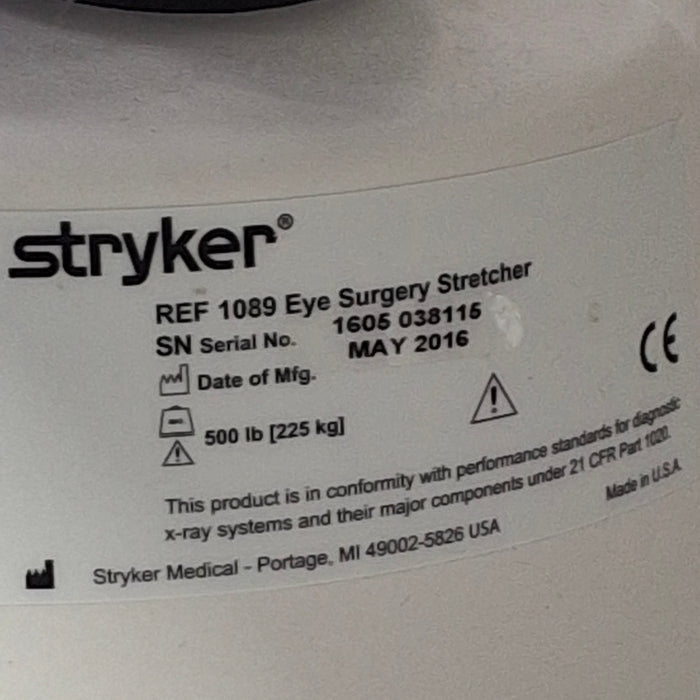 stryker®
REF 1089 Eye Surgery Stretcher
SN Serial No. 1605 038115
Date of Mfg. MAY 2016
500 lb [225 kg]
CE
This product is in conformity with performance standards for diagnostic
x-ray systems and their major components under 21 CFR Part 1020.
Made in U.S.A
Stryker Medical - Portage, MI 49002-5826 USA